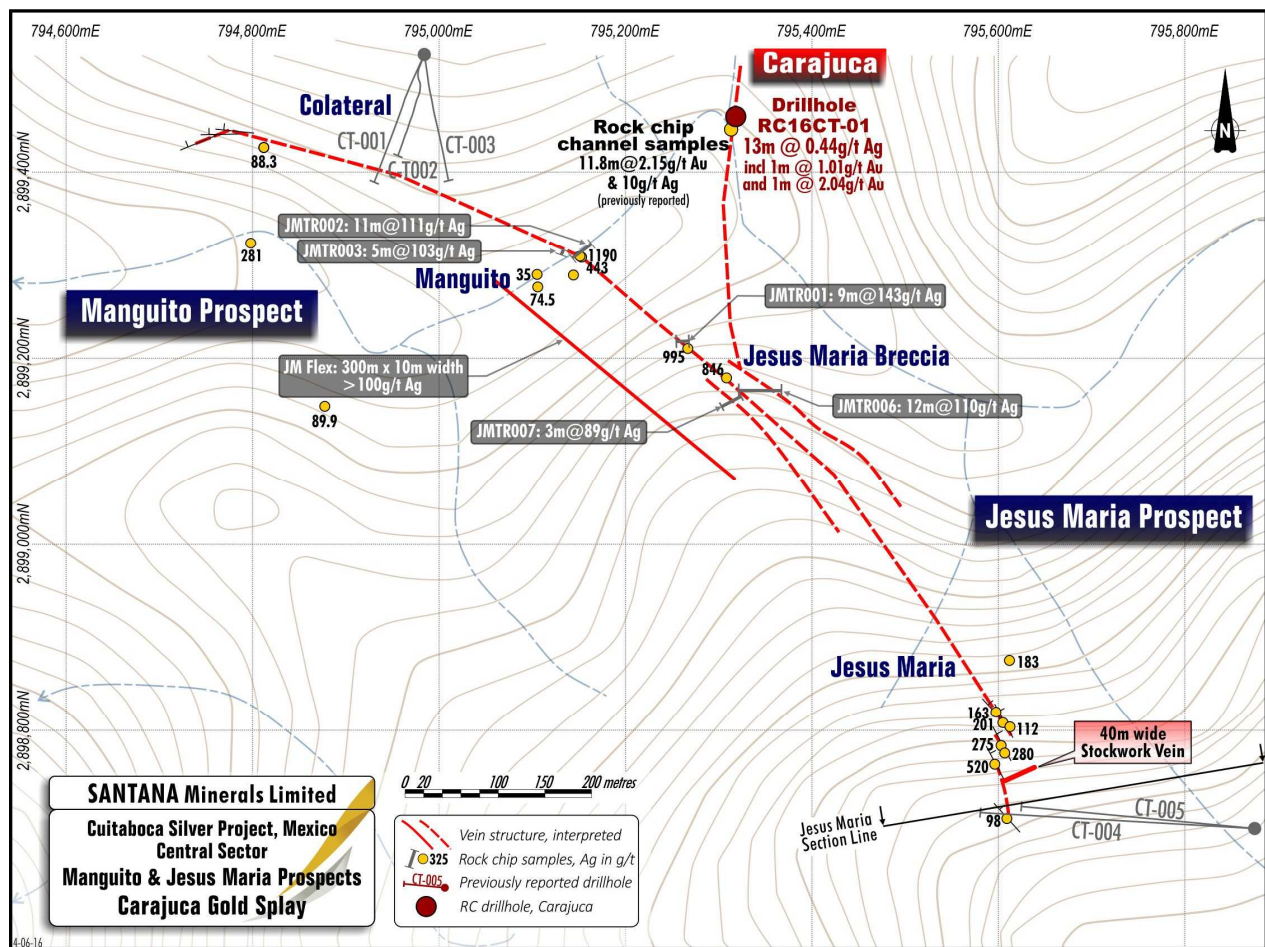 794,600mE
794,800mE
795,000mE
795,200mE
795,400mE
795,600mE
795,800mE
2,899,400mN
2,899,200mN
2,899,000mN
2,898,800mN
Carajuca
Colateral
CT-001
CT002
CT-003
Rock chip
channel samples
11.8m@2.15g/t Au
& 10g/t Ag
(previously reported)
Drillhole
RC16CT-01
13m @ 0.44g/t Ag
incl 1m @ 1.01g/t Au
and 1m @ 2.04g/t Au
N
88.3
281
JMTR002: 11m@111g/t Ag
JMTR003: 5m@103g/t Ag
1190
443
35
74.5
Manguito
Manguito Prospect
JMTR001: 9m@143g/t Ag
995
846
Jesus Maria Breccia
JM Flex: 300m x 10m width
>100g/t Ag
89.9
JMTR006: 12m@110g/t Ag
JMTR007: 3m@89g/t Ag
Jesus Maria Prospect
Jesus Maria
183
163
201
112
275
280
520
98
40m wide
Stockwork Vein
CT-005
CT-004
Jesus Maria
Section Line
SANTANA Minerals Limited
Cuitaboca Silver Project, Mexico
Central Sector
Manguito & Jesus Maria Prospects
Carajuca Gold Splay
0 20 100 200 metres
Vein structure, interpreted
325 Rock chip samples, Ag in g/t
CT-005 Previously reported drillhole
RC drillhole, Carajuca
4-06-16